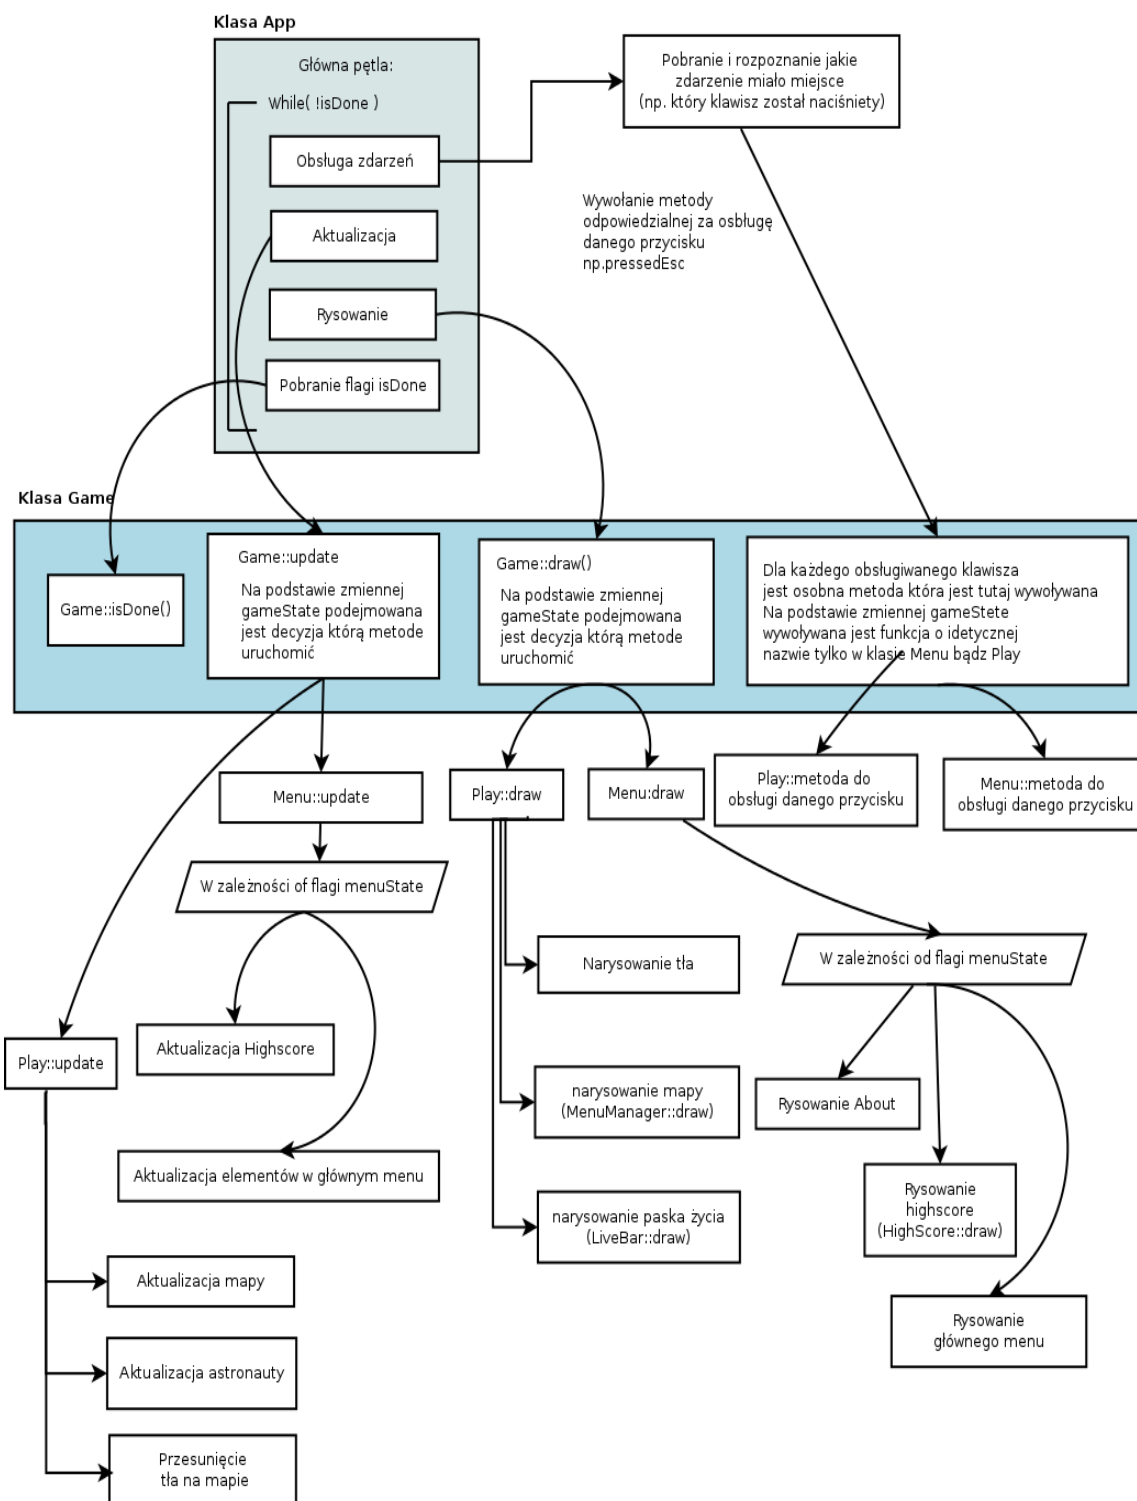 Klasa App
Główna pętla:
While( !isDone )
Obsługa zdarzeń
Aktualizacja
Rysowanie
Pobranie flagi isDone
Pobranie i rozpoznanie jakie
zdarzenie miało miejsce
(np. który klawisz został naciśniety)
Wywołanie metody
odpowiedzialnej za osbługę
danego przycisku
np.pressedEsc
Klasa Game
Game::isDone()
Game::update
Na podstawie zmiennej
gameState podejmowana
jest decyzja którą metode
uruchomić
Game::draw()
Na podstawie zmiennej
gameState podejmowana
jest decyzja którą metode
uruchomić
Dla każdego obsługiwanego klawisza
jest osobna metoda która jest tutaj wywoływana
Na podstawie zmiennej gameStete
wywoływana jest funkcja o idetycznej
nazwie tylko w klasie Menu bądz Play
Menu::update
Play::draw
Menu:draw
Play::metoda do
obsługi danego przycisku
Menu::metoda do
obsługi danego przycisku
W zależności of flagi menuState
Narysowanie tła
W zależności od flagi menuState
Aktualizacja Highscore
Play::update
narysowanie mapy
(MenuManager::draw)
Rysowanie About
Aktualizacja elementów w głównym menu
narysowanie paska życia
(LiveBar::draw)
Rysowanie
highscore
(HighScore::draw)
Aktualizacja mapy
Rysowanie
głównego menu
Aktualizacja astronauty
Przesunięcie
tła na mapie